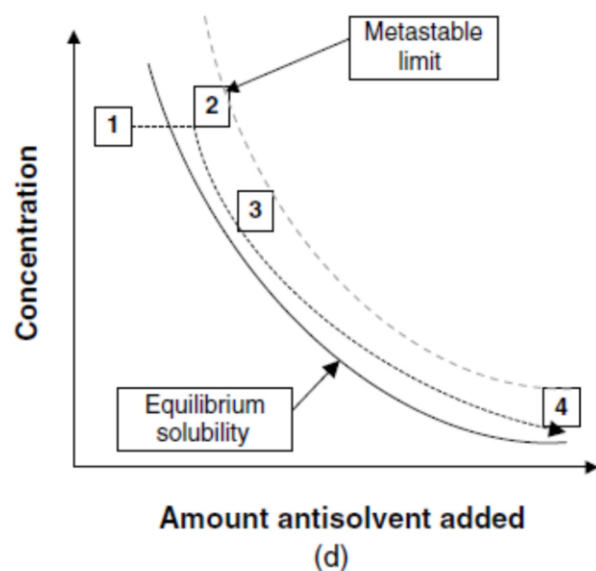 Metastable
limit
1
2
3
4
Concentration
Equilibrium
solubility
Amount antisolvent added
(d)